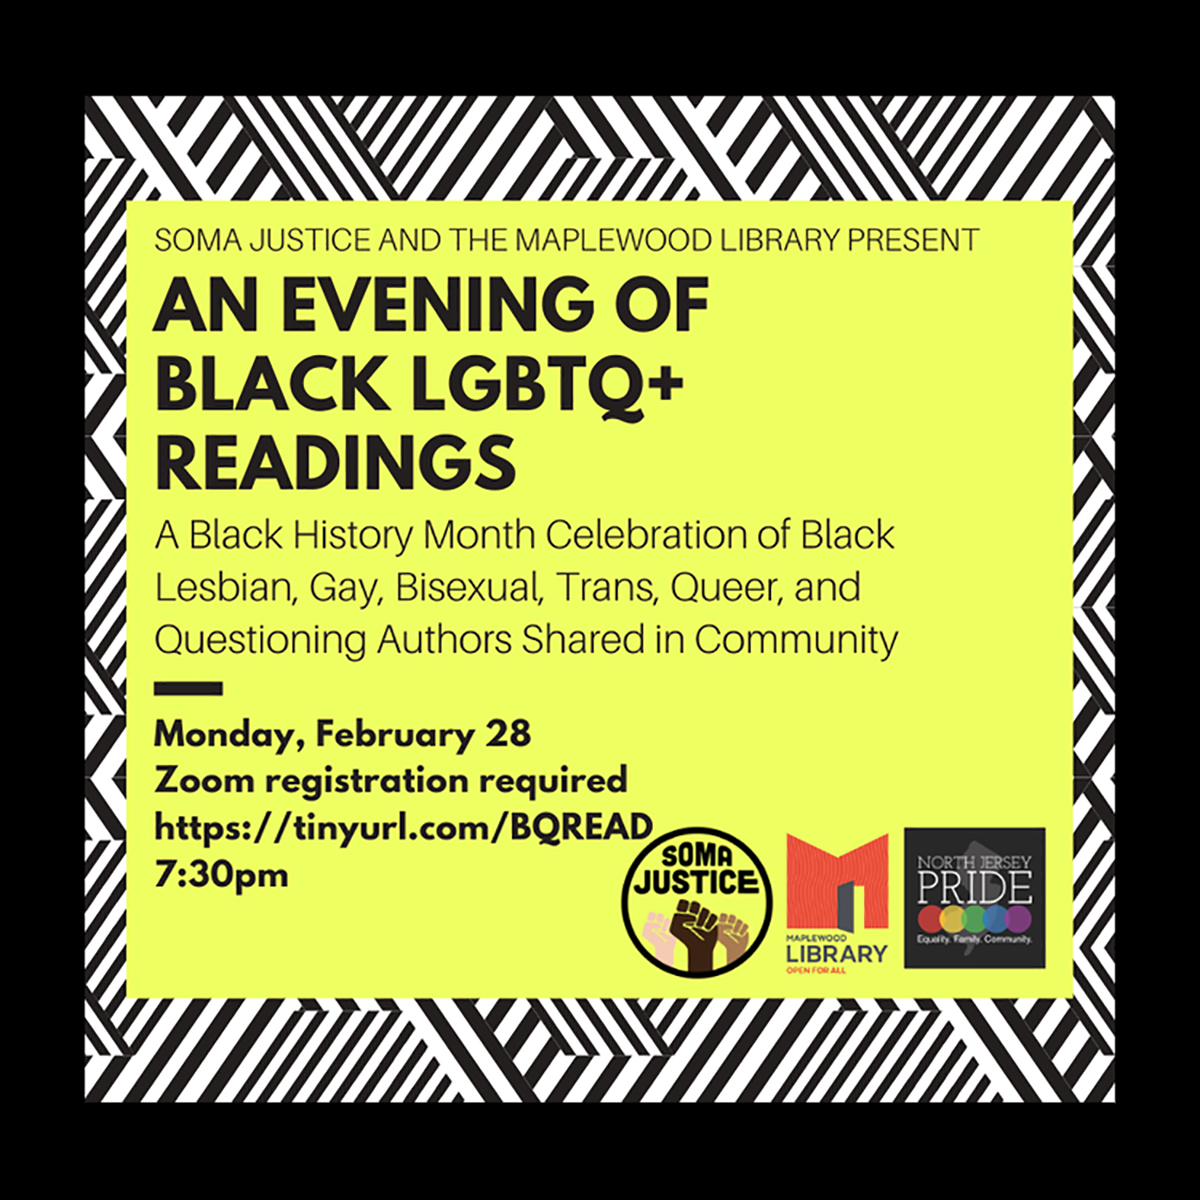 SOMA JUSTICE AND THE MAPLEWOOD LIBRARY PRESENT
AN EVENING OF
BLACK LGBTQ+
READINGS
A Black History Month Celebration of Black
Lesbian, Gay, Bisexual, Trans, Queer, and
Questioning Authors Shared in Community
Monday, February 28
Zoom registration required
https://tinyurl.com/BQREAD
7:30pm
SOMA
JUSTICE
MAPLEWOOD
LIBRARY
OPEN FOR ALL
NORTH JERSEY
PRIDE
Equality. Family. Community.